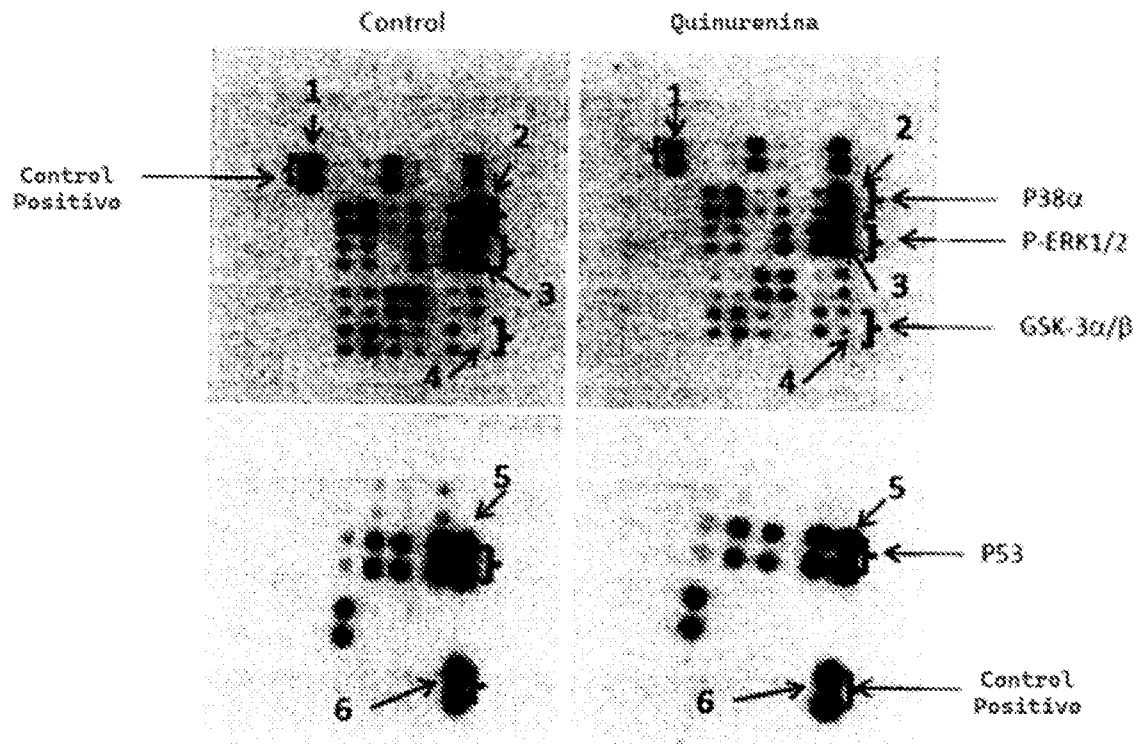 Control
Quinurenina
1
2
Control
Positivo
3
4
1
2
P38α
P-ERK1/2
3
GSK-3α/β
4
5
6
5
P53
6
Control
Positivo